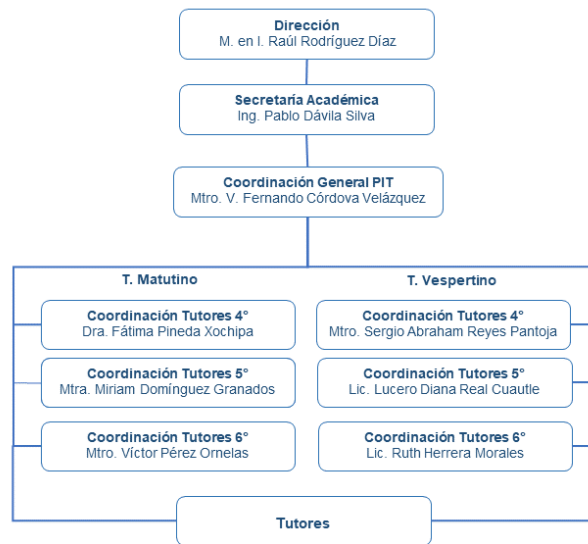 Dirección
M. en I. Raúl Rodríguez Díaz
Secretaría Académica
Ing. Pablo Dávila Silva
Coordinación General PIT
Mtro. V. Fernando Córdova Velázquez
T. Matutino
T. Vespertino
Coordinación Tutores 4°
Dra. Fátima Pineda Xochipa
Coordinación Tutores 4°
Mtro. Sergio Abraham Reyes Pantoja
Coordinación Tutores 5°
Mtra. Miriam Domínguez Granados
Coordinación Tutores 5°
Lic. Lucero Diana Real Cuautle
Coordinación Tutores 6°
Mtro. Víctor Pérez Ornelas
Coordinación Tutores 6°
Lic. Ruth Herrera Morales
Tutores